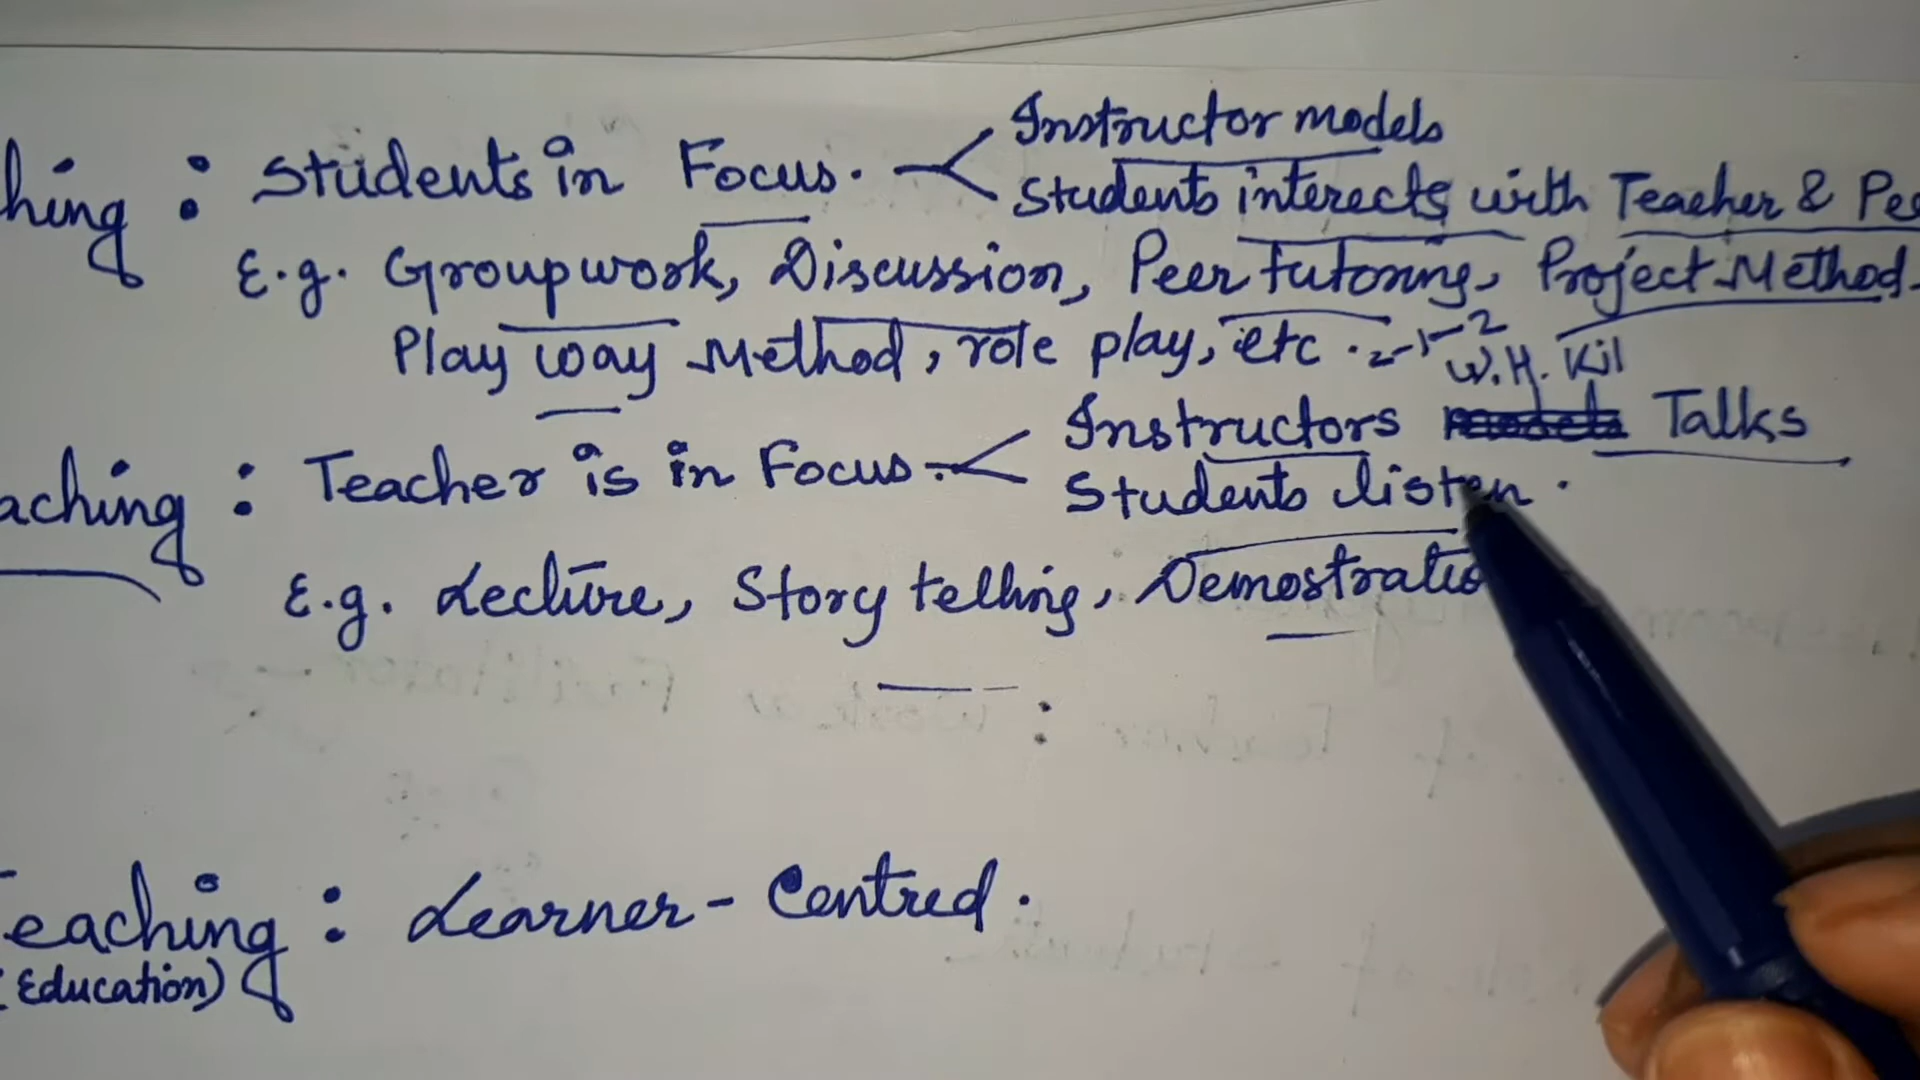 Instructor models
hing : Students in Focus.
Students interects with Teacher & Pee
E.g. Groupwork, Discussion, Peer tutoring, Project Method.
Play way Method, role play, etc.
W.H. Kil
Instructors Talks
aching : Teacher is in Focus.
Students listen.
E.g. Lecture, Story telling, Demostratio
Teaching : Learner-Centred.
(Education)